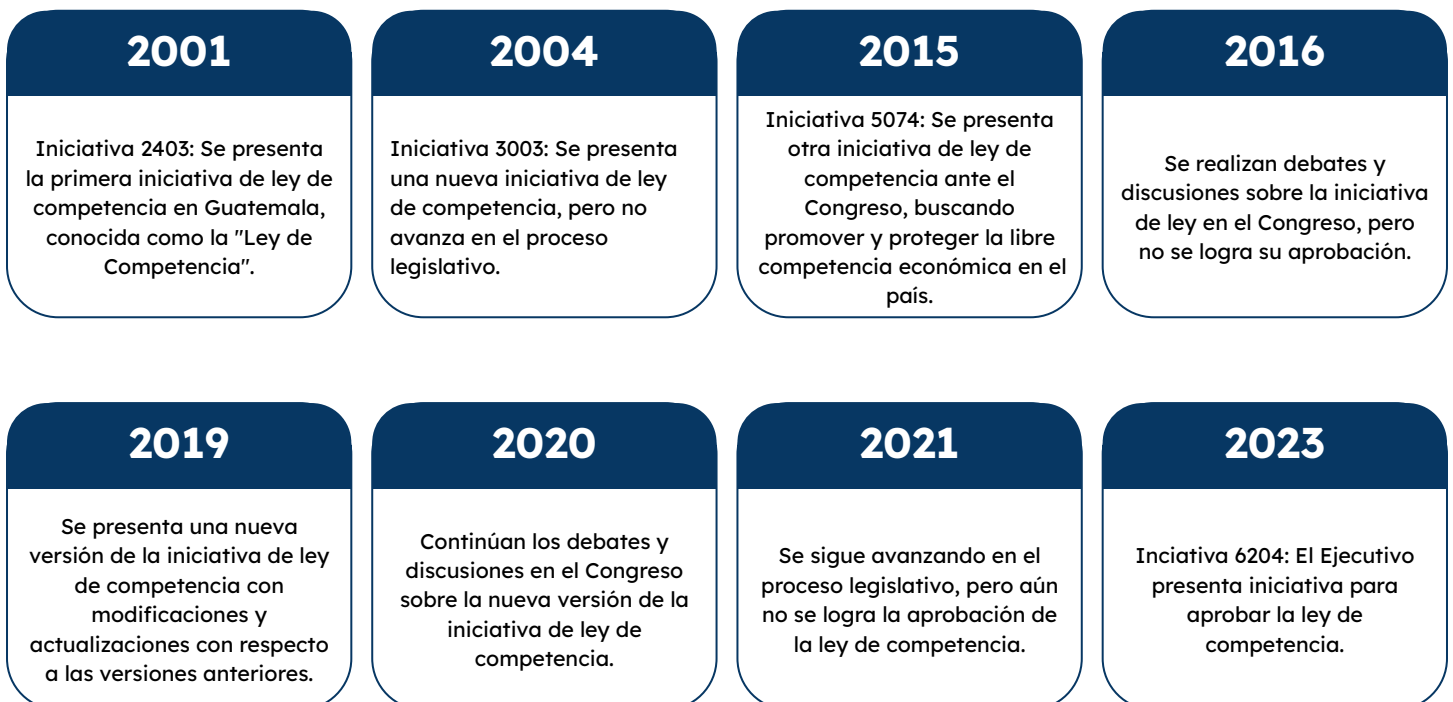 2001
Iniciativa 2403: Se presenta
la primera iniciativa de ley de
competencia en Guatemala,
conocida como la "Ley de
Competencia".
2004
Iniciativa 3003: Se presenta
una nueva iniciativa de ley
de competencia, pero no
avanza en el proceso
legislativo.
2015
Iniciativa 5074: Se presenta
otra iniciativa de ley de
competencia ante el
Congreso, buscando
promover y proteger la libre
competencia económica en el
país.
2016
Se realizan debates y
discusiones sobre la iniciativa
de ley en el Congreso, pero
no se logra su aprobación.
2019
Se presenta una nueva
versión de la iniciativa de ley
de competencia con
modificaciones y
actualizaciones con respecto
a las versiones anteriores.
2020
Continúan los debates y
discusiones en el Congreso
sobre la nueva versión de la
iniciativa de ley de
competencia.
2021
Se sigue avanzando en el
proceso legislativo, pero aún
no se logra la aprobación de
la ley de competencia.
2023
Inciativa 6204: El Ejecutivo
presenta iniciativa para
aprobar la ley de
competencia.